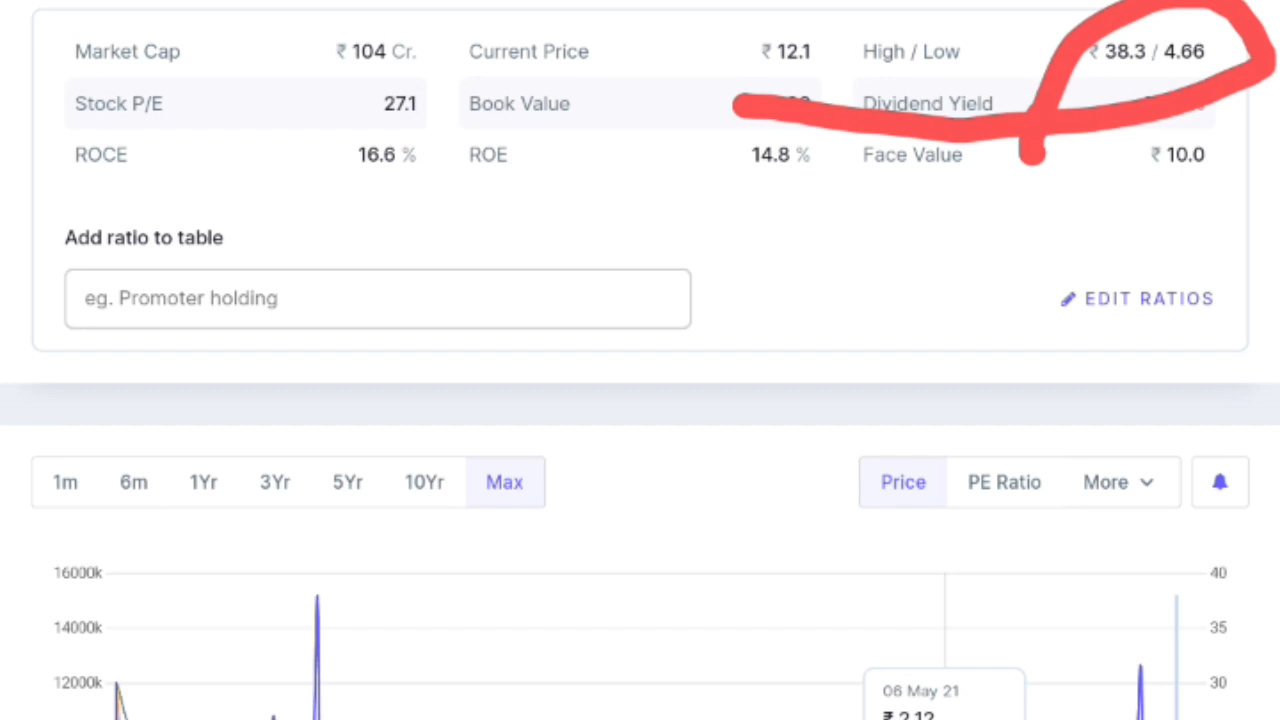 Market Cap ₹ 104 Cr. Current Price ₹ 12.1 High / Low ₹ 38.3 / 4.66
Stock P/E 27.1 Book Value Dividend Yield
ROCE 16.6 % ROE 14.8 % Face Value ₹ 10.0
Add ratio to table
eg. Promoter holding
EDIT RATIOS
1m 6m 1Yr 3Yr 5Yr 10Yr Max Price PE Ratio More
16000k 40
14000k 35
12000k 30
06 May 21
₹ 2.12